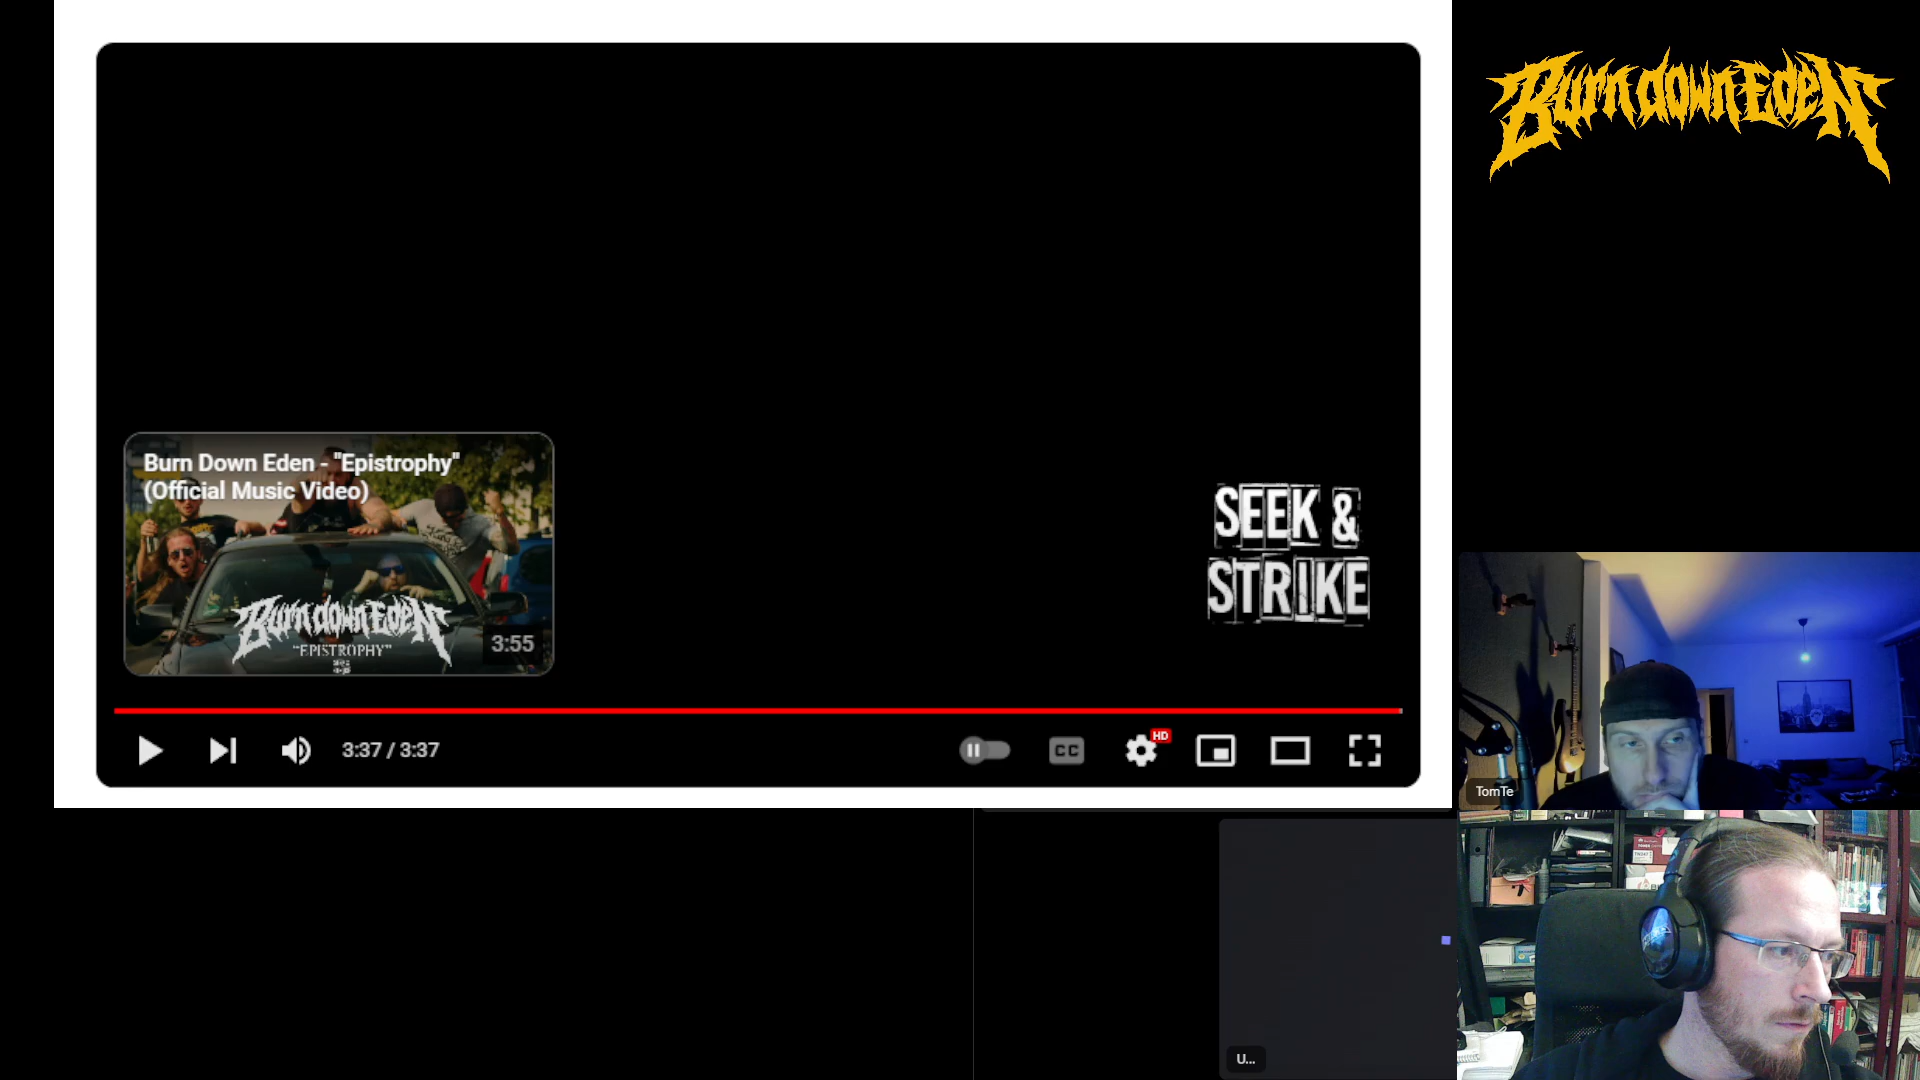 Burn down Eden
Burn Down Eden - "Epistrophy"
(Official Music Video)
Burn down Eden
"EPISTROPHY"
3:55
SEEK &
STRIKE
3:37 / 3:37
CC
HD
TomTe
U...